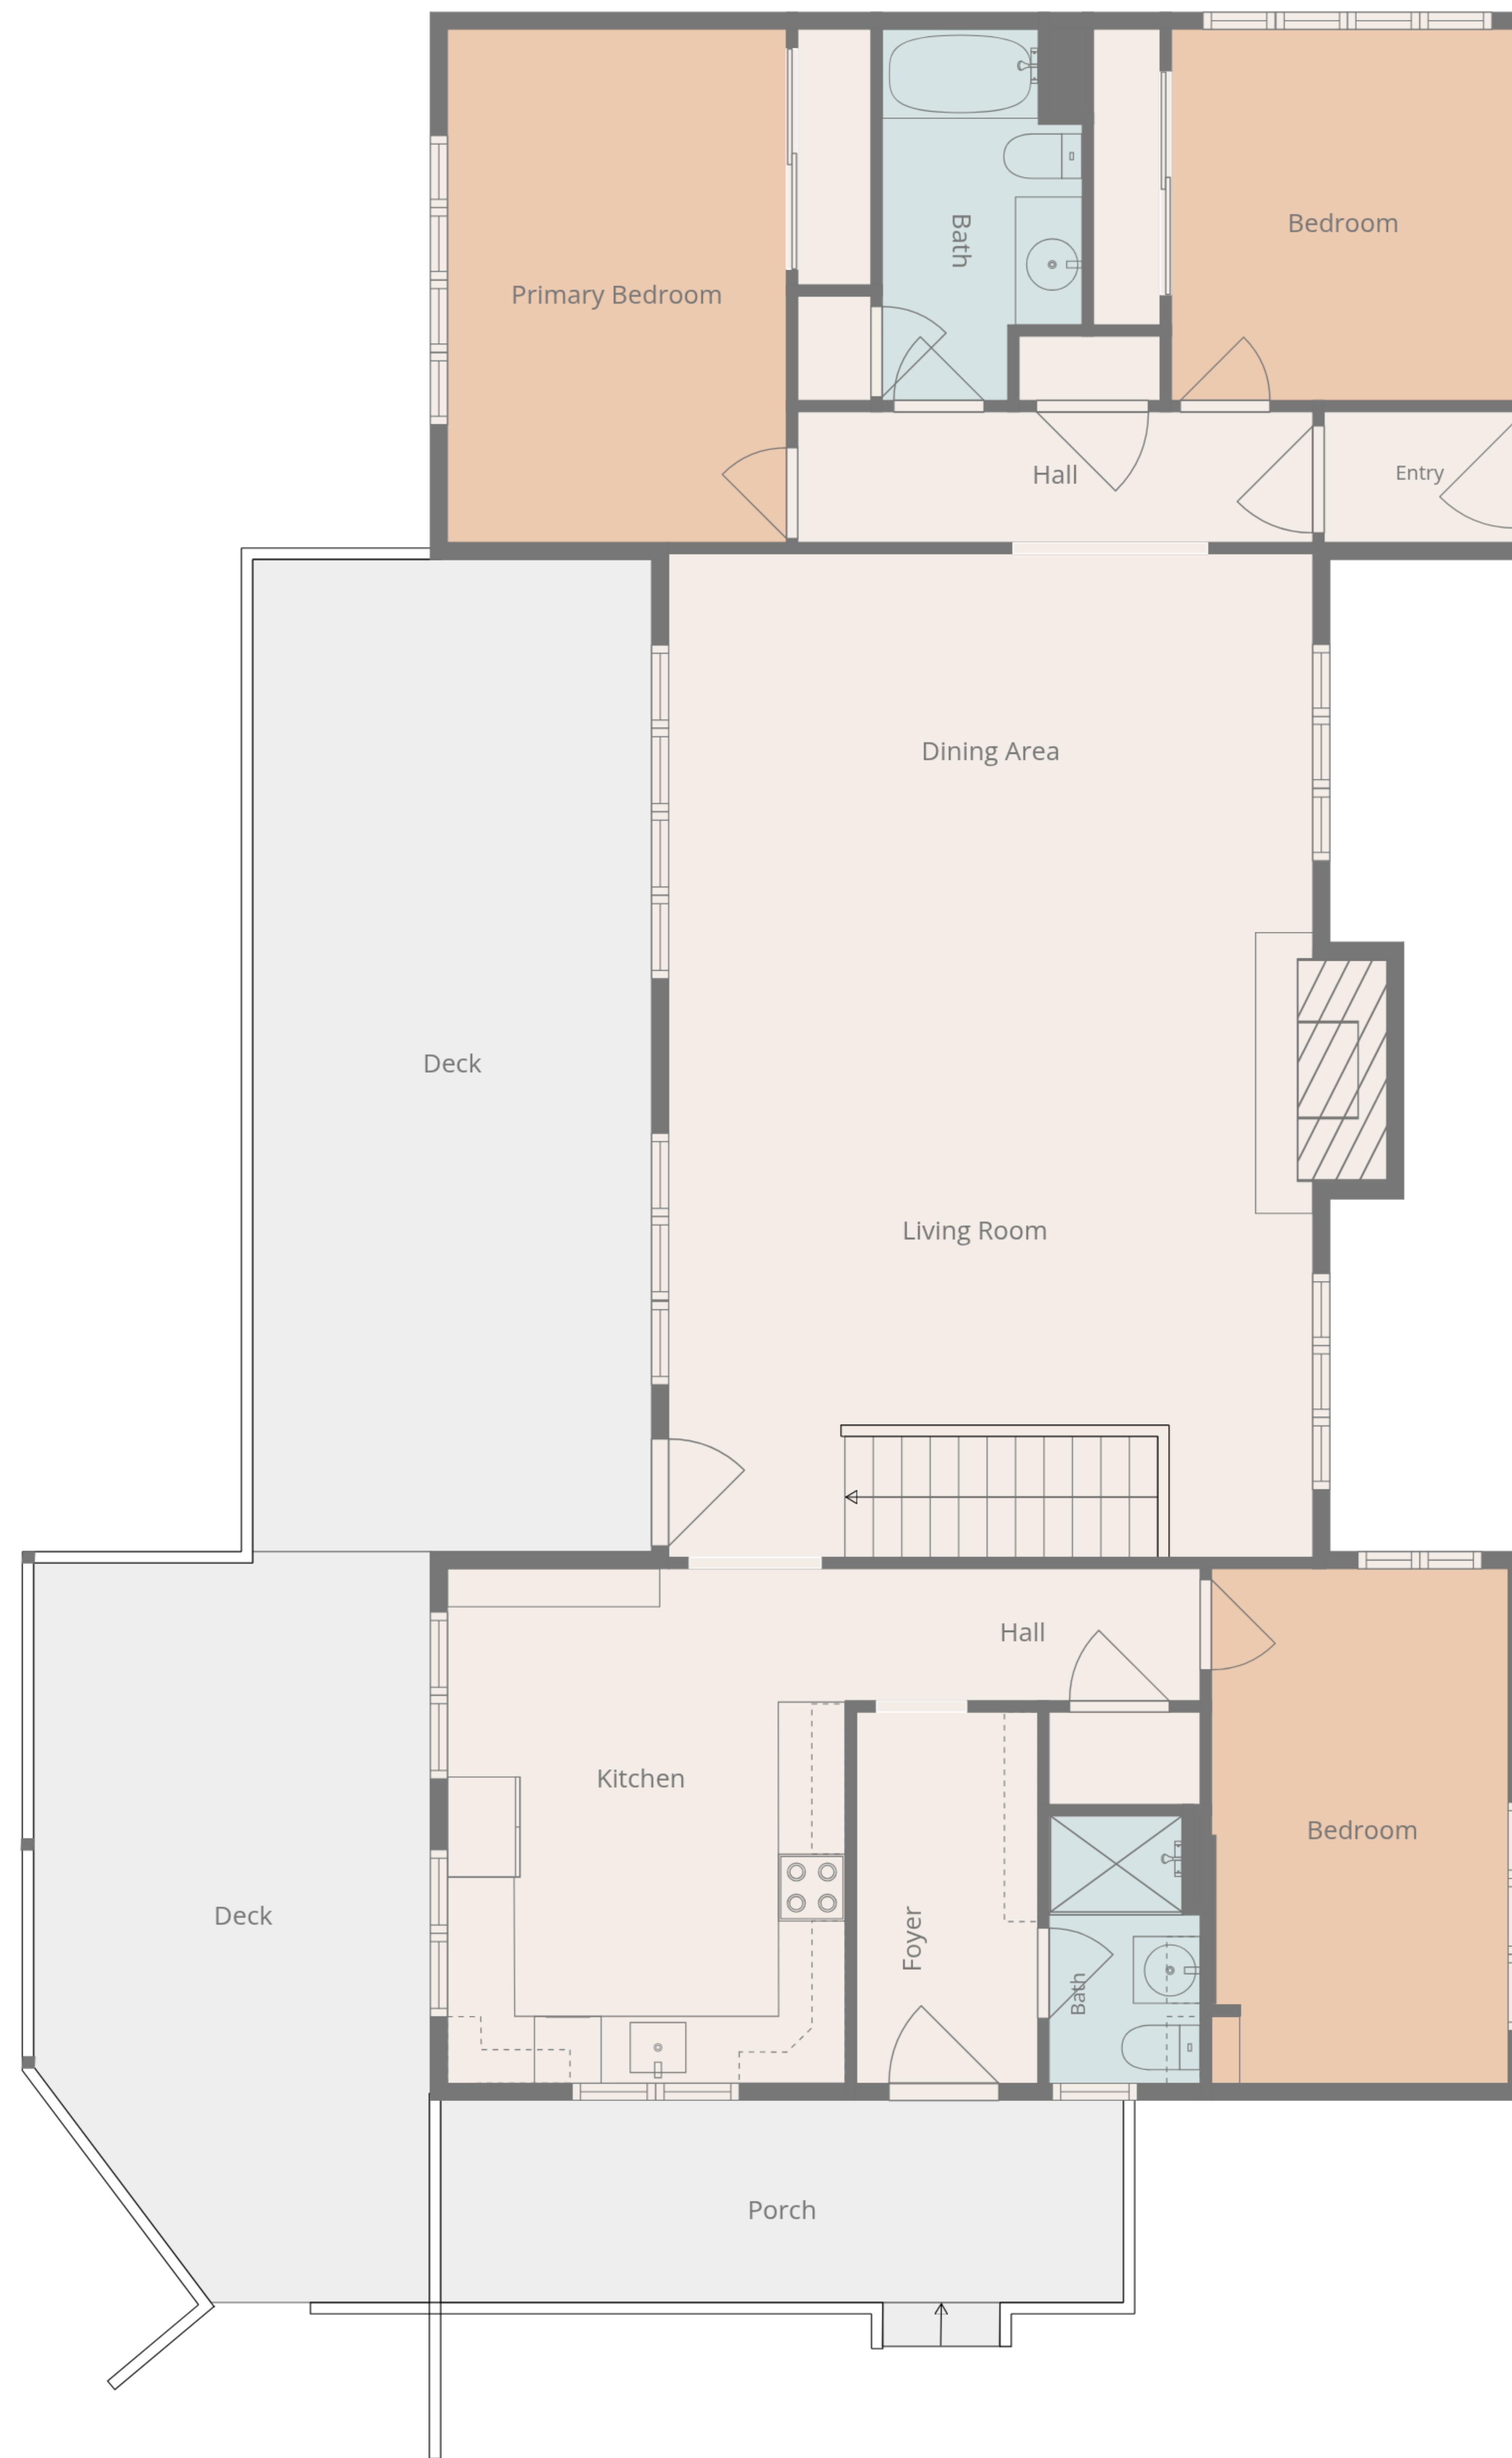 Bath
Bedroom
Primary Bedroom
Hall
Entry
Dining Area
Deck
Living Room
Hall
Kitchen
Bedroom
Deck
Foyer
Bath
Porch